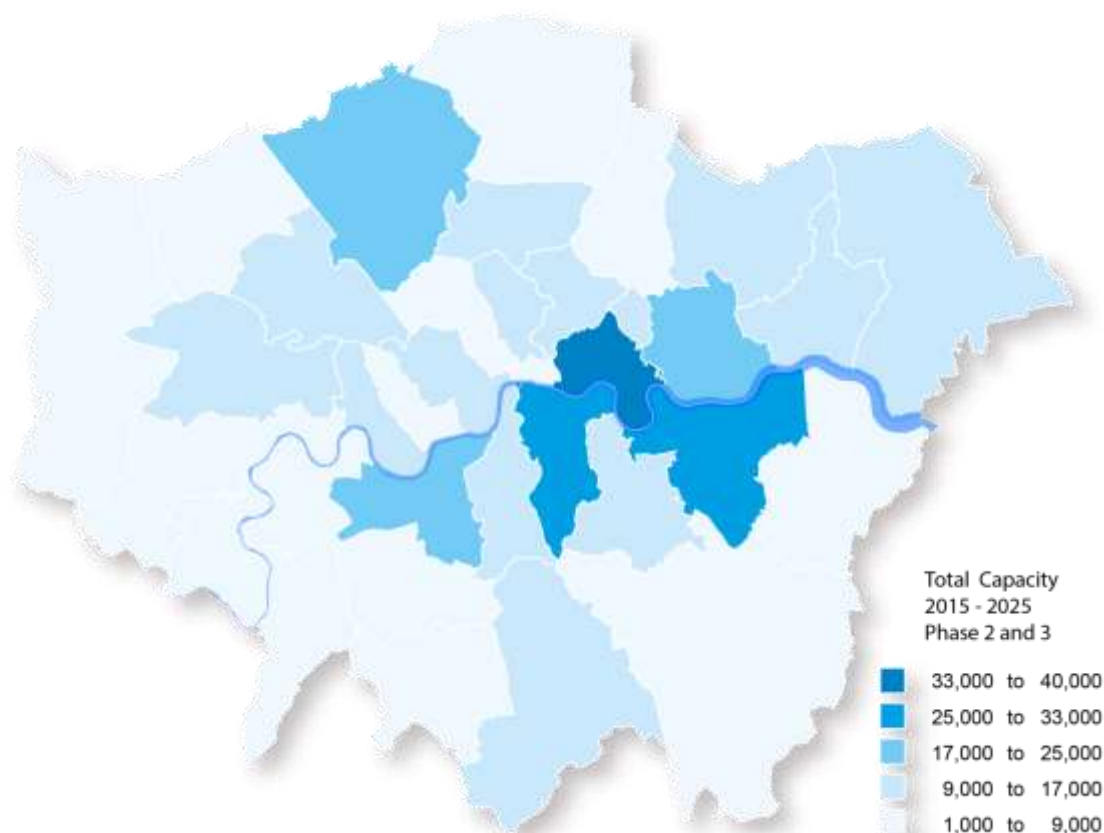 Total Capacity
2015 - 2025
Phase 2 and 3
33,000 to 40,000
25,000 to 33,000
17,000 to 25,000
9,000 to 17,000
1,000 to 9,000